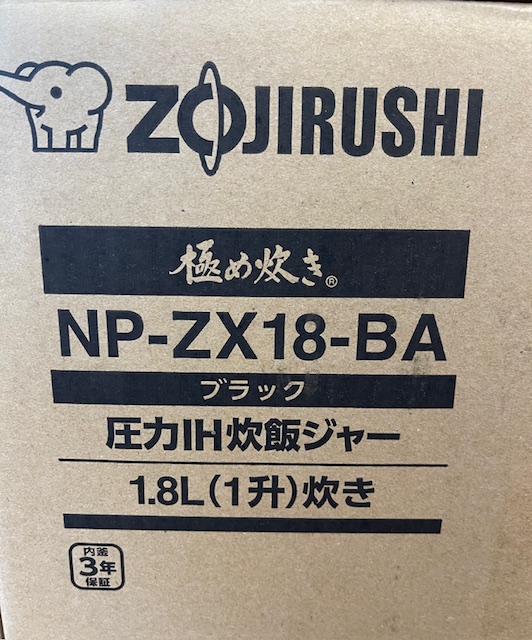 ZOJIRUSHI
極め炊き®
NP-ZX18-BA
ブラック
圧力IH炊飯ジャー
1.8L(1升)炊き
内釜
3年
保証